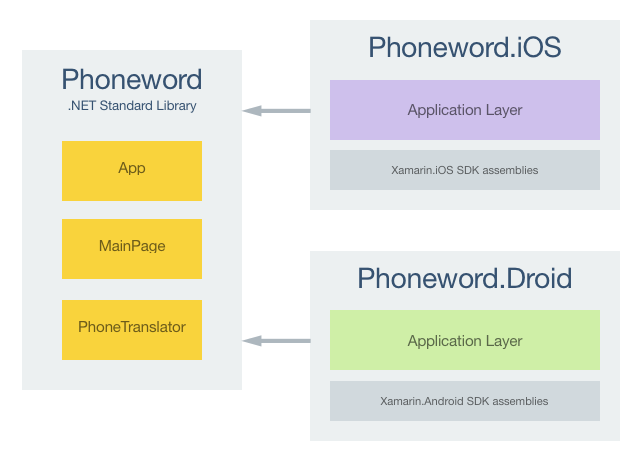 Phoneword
.NET Standard Library
App
MainPage
PhoneTranslator
Phoneword.iOS
Application Layer
Xamarin.iOS SDK assemblies
Phoneword.Droid
Application Layer
Xamarin.Android SDK assemblies